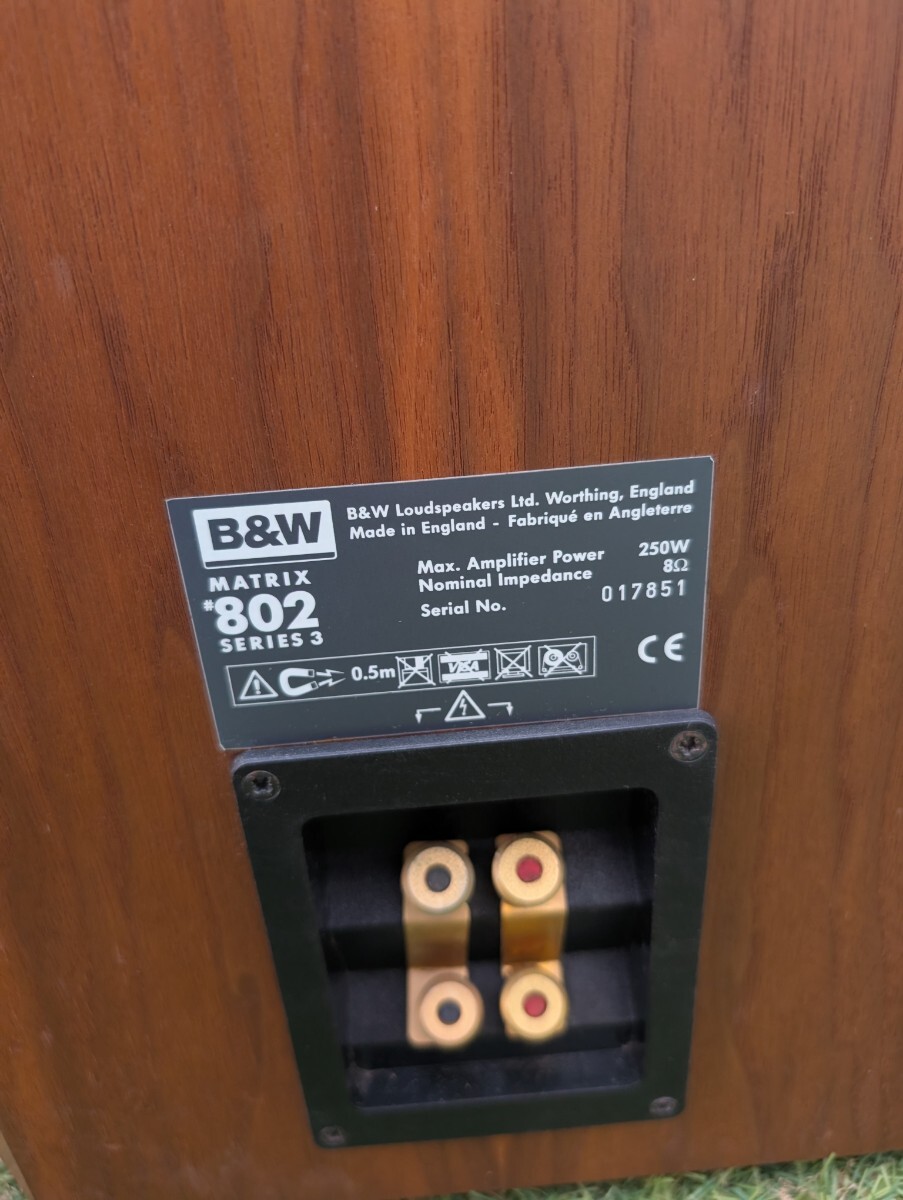 B&W
B&W Loudspeakers Ltd. Worthing, England
Made in England - Fabriqué en Angleterre
MATRIX
#802
SERIES 3
Max. Amplifier Power 250W
Nominal Impedance 8Ω
Serial No. 017851
0.5m
VISA
CE